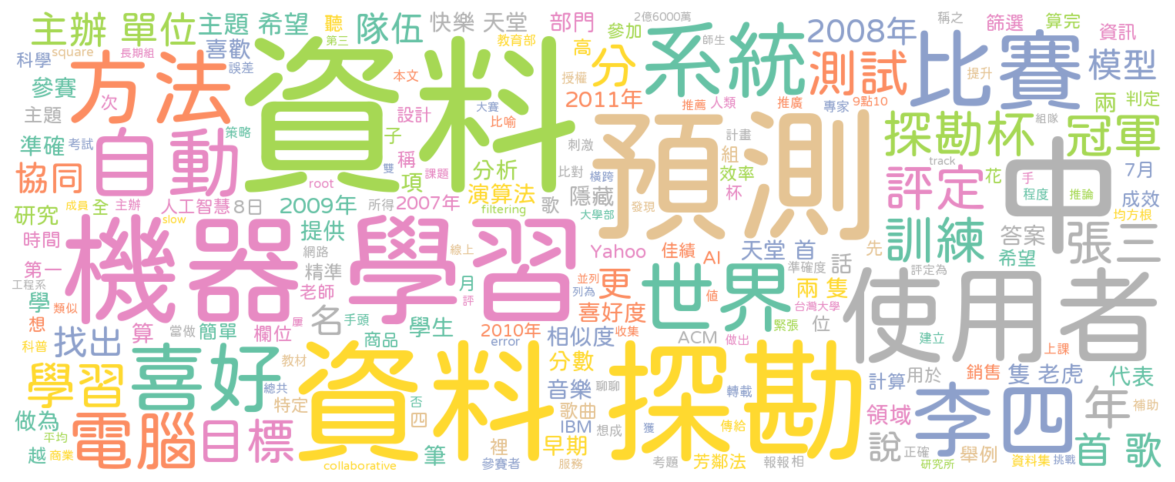 主辦 單位
主題 希望
隊伍
快樂 天堂
部門
2億6000萬
稱之
篩選
算完
資訊
科學
square
長期組
喜歡
誤差
聽
第三
教育部
高
參加
師生
2008年
方法
資料
分
系統
測試
比賽
模型
參賽
次
本文
授權
提升
主題
設計
大賽
比喻
2011年
推薦
人類
推廣
專家
9點10
組隊
兩
判定
準確
考試
自動
策略
子
稱
課題
刺激
計畫
預測
探勘杯
冠軍
協同
雙
項
分析
比對
組
效率
track
花
7月
root
演算法
橫跨
杯
評定
中
手
程度
推論
成效
成員
全
主辦
人工智慧
8日
2009年
所得
2007年
filtering
歌
隱藏
大學部
發現
均方根
研究
slow
機器 學習
訓練
答案
張三
時間
提供
網路
線上
Yahoo
佳績
AI
天堂 首
先
希望
第一
精準
老師
月
評
並列
列為
更
值
準確度
話
評定為
使用者
工程系
學
類似
名
手頭
喜好度
世界
兩 隻
台灣大學
想
算
當做
簡單
欄位
屢
學生
2010年
收集
緊張
位
建立
科普
找出
商品
error
相似度
ACM
做出
上課
喜好
教材
總共
資料 探勘
分數
音樂
聊聊
轉載
計算
用於
銷售
隻 老虎
學習
特定
否
四
歌曲
獲
傳給
領域
李四
代表
年
補助
做為
電腦
目標
IBM
想成
越
平均
商業
裡
筆
參賽者
早期
服務
考題
芳鄰法
報報
相
說
正確
研究所
舉例
資料集
挑戰
首 歌
collaborative